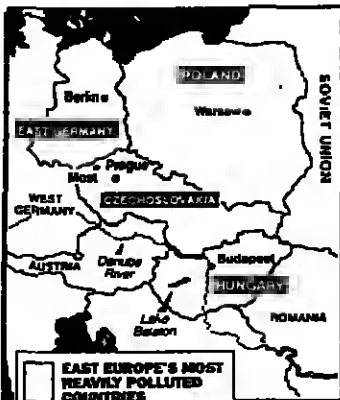 POLAND
Berlin
Warsaw
EAST GERMANY
SOVIET UNION
Prague
Most
CZECHOSLOVAKIA
WEST
GERMANY
AUSTRIA
Danube
River
Budapest
HUNGARY
Lake
Balaton
ROMANIA
EAST EUROPE'S MOST
HEAVILY POLLUTED
COUNTRIES